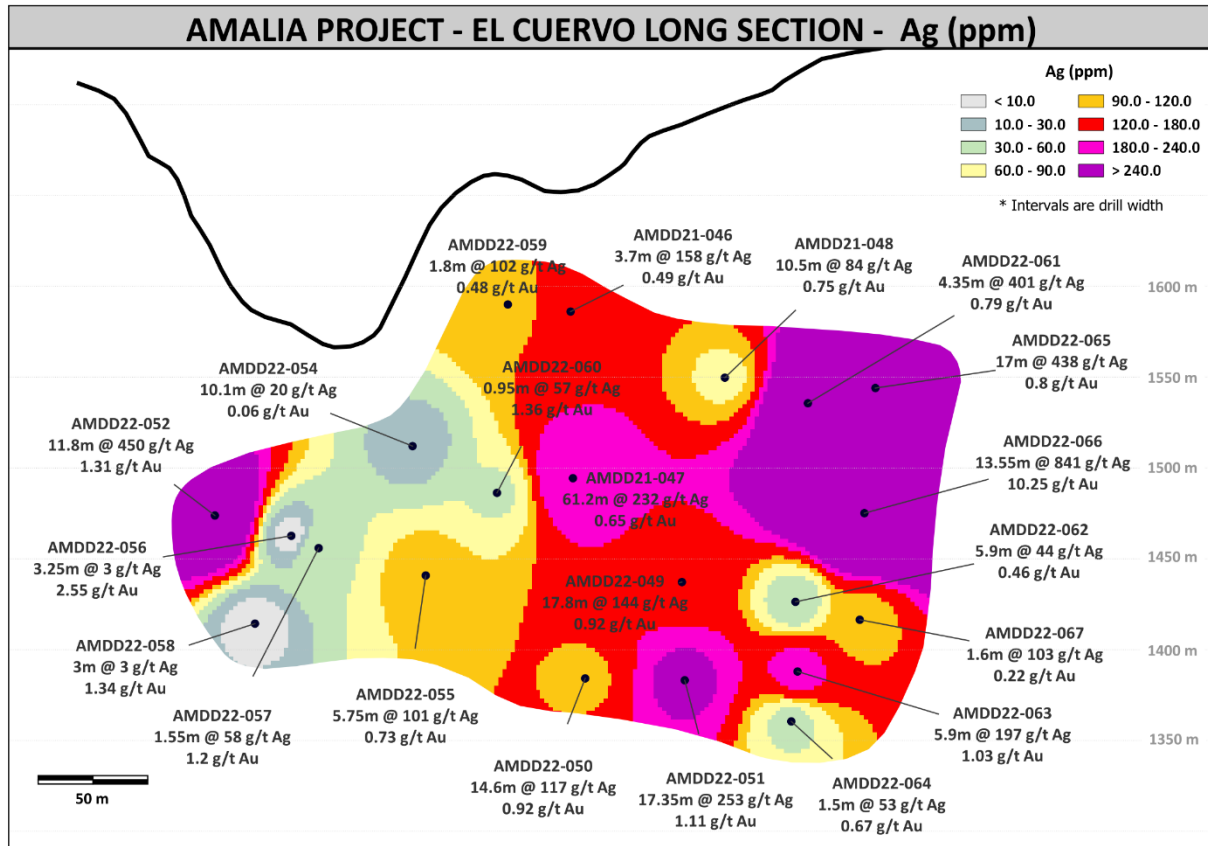 AMALIA PROJECT - EL CUERVO LONG SECTION - Ag (ppm)
Ag (ppm)
< 10.0
10.0 - 30.0
30.0 - 60.0
60.0 - 90.0
90.0 - 120.0
120.0 - 180.0
180.0 - 240.0
> 240.0
* Intervals are drill width
AMDD22-059
1.8m @ 102 g/t Ag
0.48 g/t Au
AMDD21-046
3.7m @ 158 g/t Ag
0.49 g/t Au
AMDD21-048
10.5m @ 84 g/t Ag
0.75 g/t Au
AMDD22-061
4.35m @ 401 g/t Ag
0.79 g/t Au
1600 m
AMDD22-065
17m @ 438 g/t Ag
0.8 g/t Au
1550 m
AMDD22-054
10.1m @ 20 g/t Ag
0.06 g/t Au
AMDD22-060
0.95m @ 57 g/t Ag
1.36 g/t Au
AMDD22-052
11.8m @ 450 g/t Ag
1.31 g/t Au
AMDD22-066
13.55m @ 841 g/t Ag
10.25 g/t Au
1500 m
AMDD21-047
61.2m @ 232 g/t Ag
0.65 g/t Au
AMDD22-062
5.9m @ 44 g/t Ag
0.46 g/t Au
1450 m
AMDD22-056
3.25m @ 3 g/t Ag
2.55 g/t Au
AMDD22-049
17.8m @ 144 g/t Ag
0.92 g/t Au
AMDD22-067
1.6m @ 103 g/t Ag
0.22 g/t Au
1400 m
AMDD22-058
3m @ 3 g/t Ag
1.34 g/t Au
AMDD22-057
1.55m @ 58 g/t Ag
1.2 g/t Au
AMDD22-055
5.75m @ 101 g/t Ag
0.73 g/t Au
AMDD22-063
5.9m @ 197 g/t Ag
1.03 g/t Au
1350 m
AMDD22-050
14.6m @ 117 g/t Ag
0.92 g/t Au
AMDD22-051
17.35m @ 253 g/t Ag
1.11 g/t Au
AMDD22-064
1.5m @ 53 g/t Ag
0.67 g/t Au
50 m